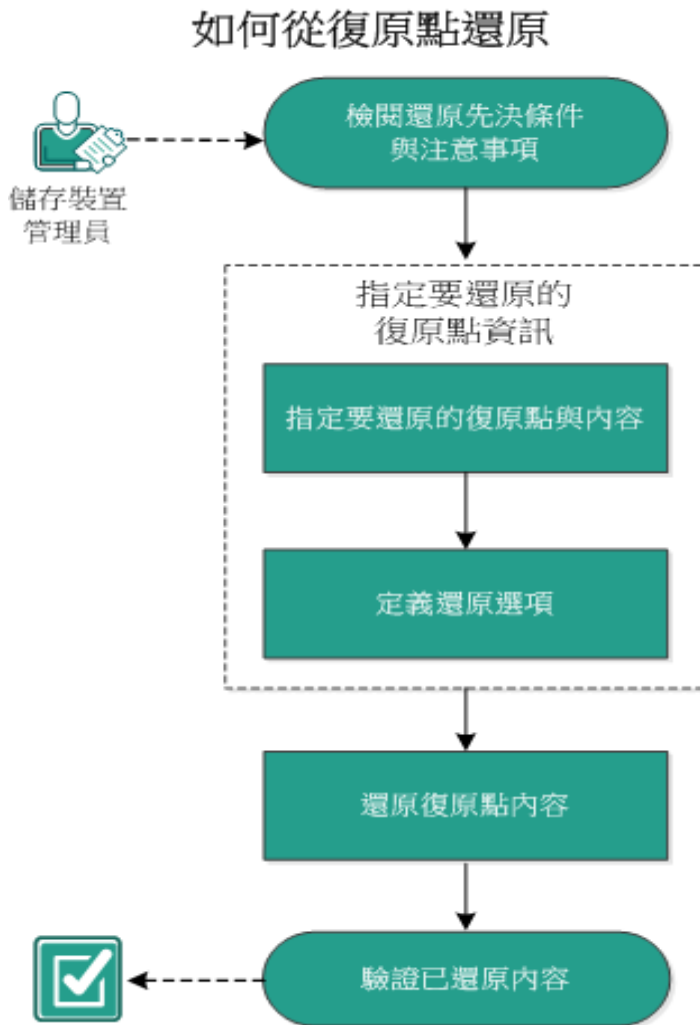 如何從復原點還原
檢閱還原先決條件
與注意事項
儲存裝置
管理員
指定要還原的
復原點資訊
指定要還原的復原點與內容
定義還原選項
還原復原點內容
驗證已還原內容